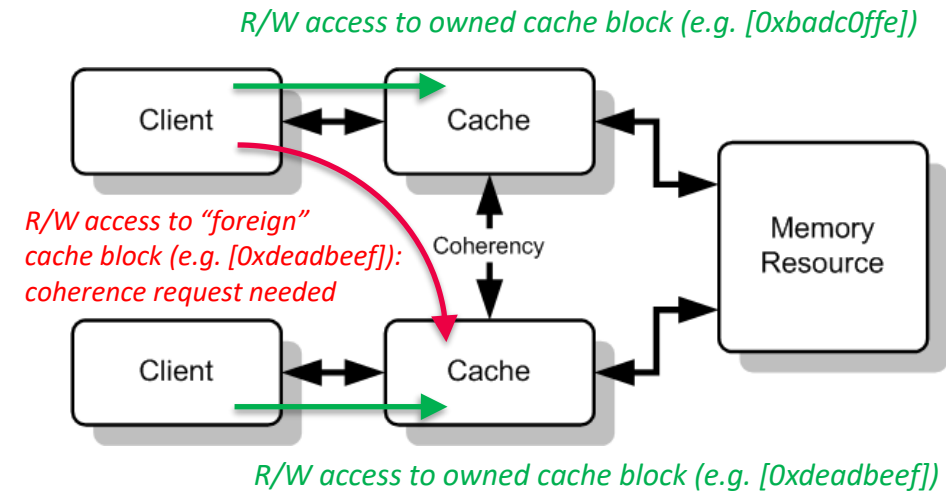 R/W access to owned cache block (e.g. [0xbadc0ffe])
Client
Cache
R/W access to “foreign”
cache block (e.g. [0xdeadbeef]):
coherence request needed
Coherency
Memory
Resource
Client
Cache
R/W access to owned cache block (e.g. [0xdeadbeef])